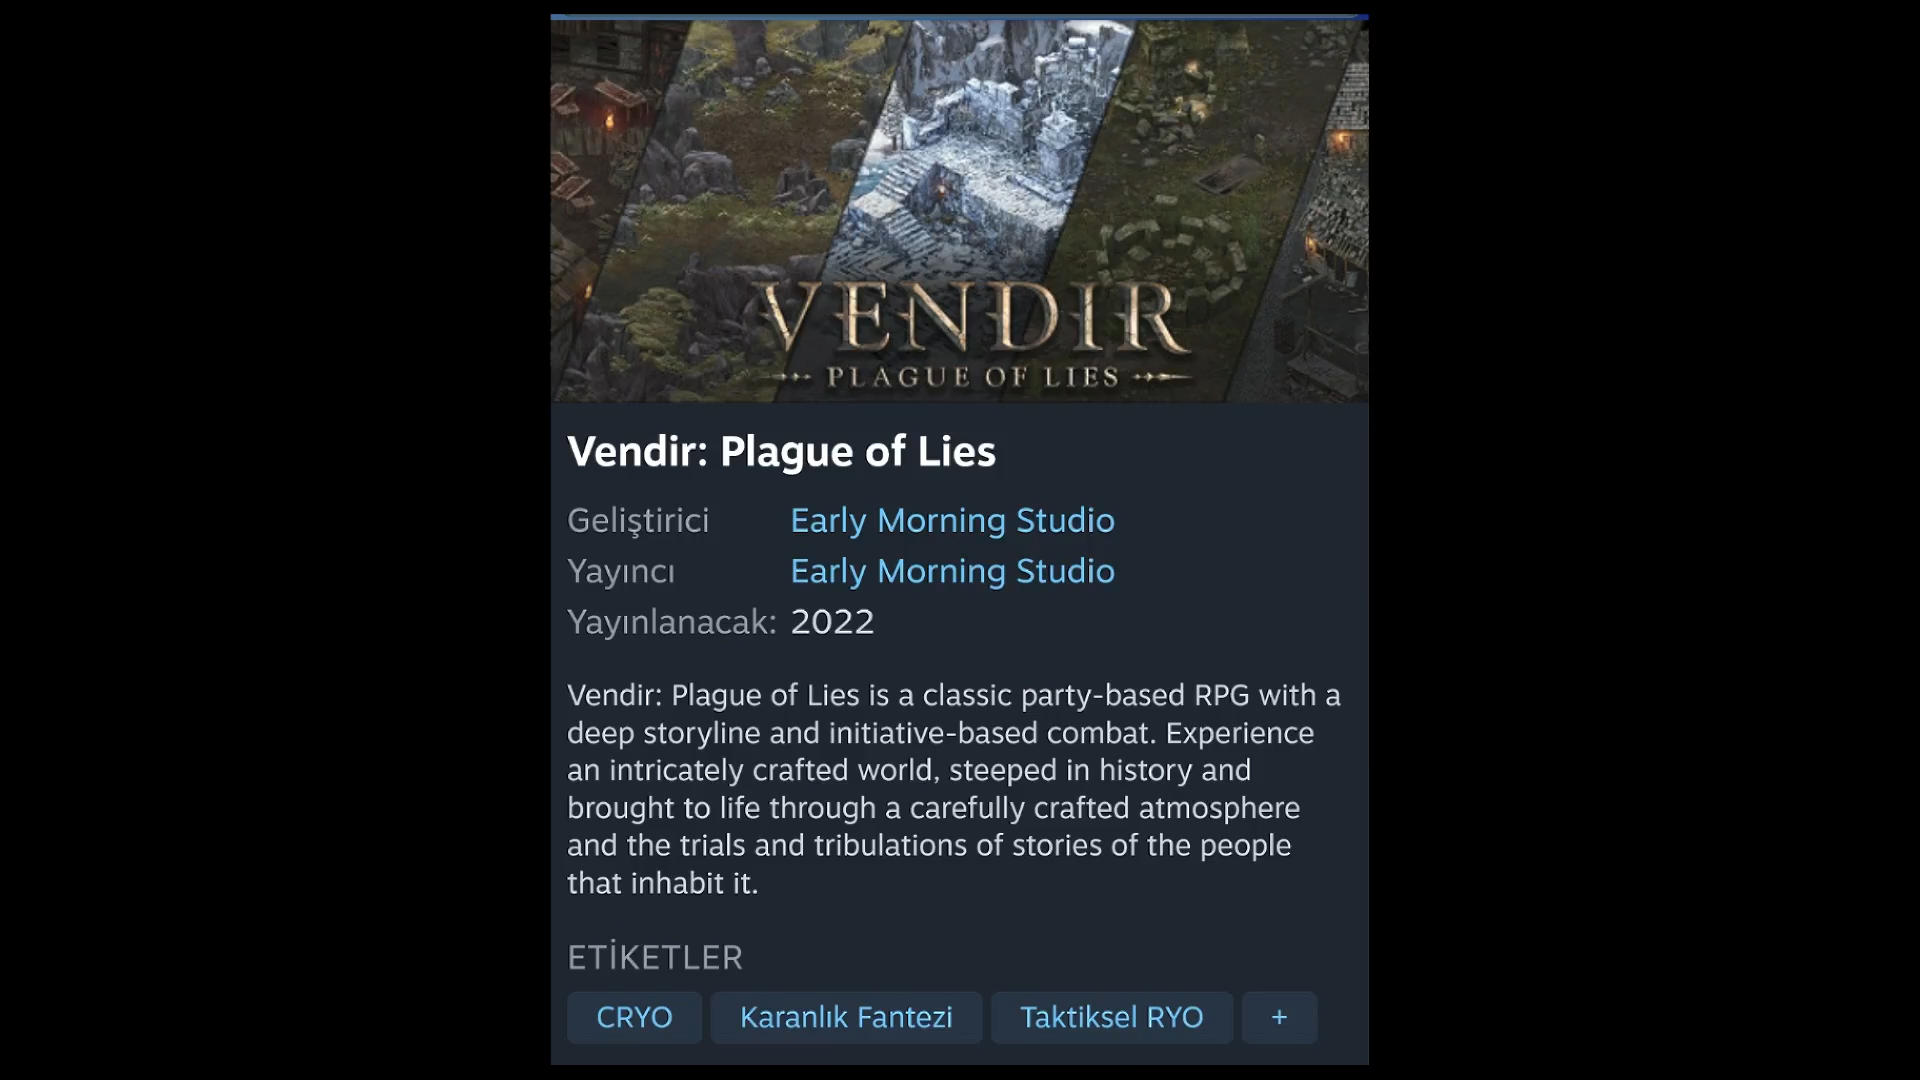 VENDIR
PLAGUE OF LIES
Vendir: Plague of Lies
Geliştirici Early Morning Studio
Yayıncı Early Morning Studio
Yayınlanacak: 2022
Vendir: Plague of Lies is a classic party-based RPG with a
deep storyline and initiative-based combat. Experience
an intricately crafted world, steeped in history and
brought to life through a carefully crafted atmosphere
and the trials and tribulations of stories of the people
that inhabit it.
ETİKETLER
CRYO Karanlık Fantezi Taktiksel RYO +